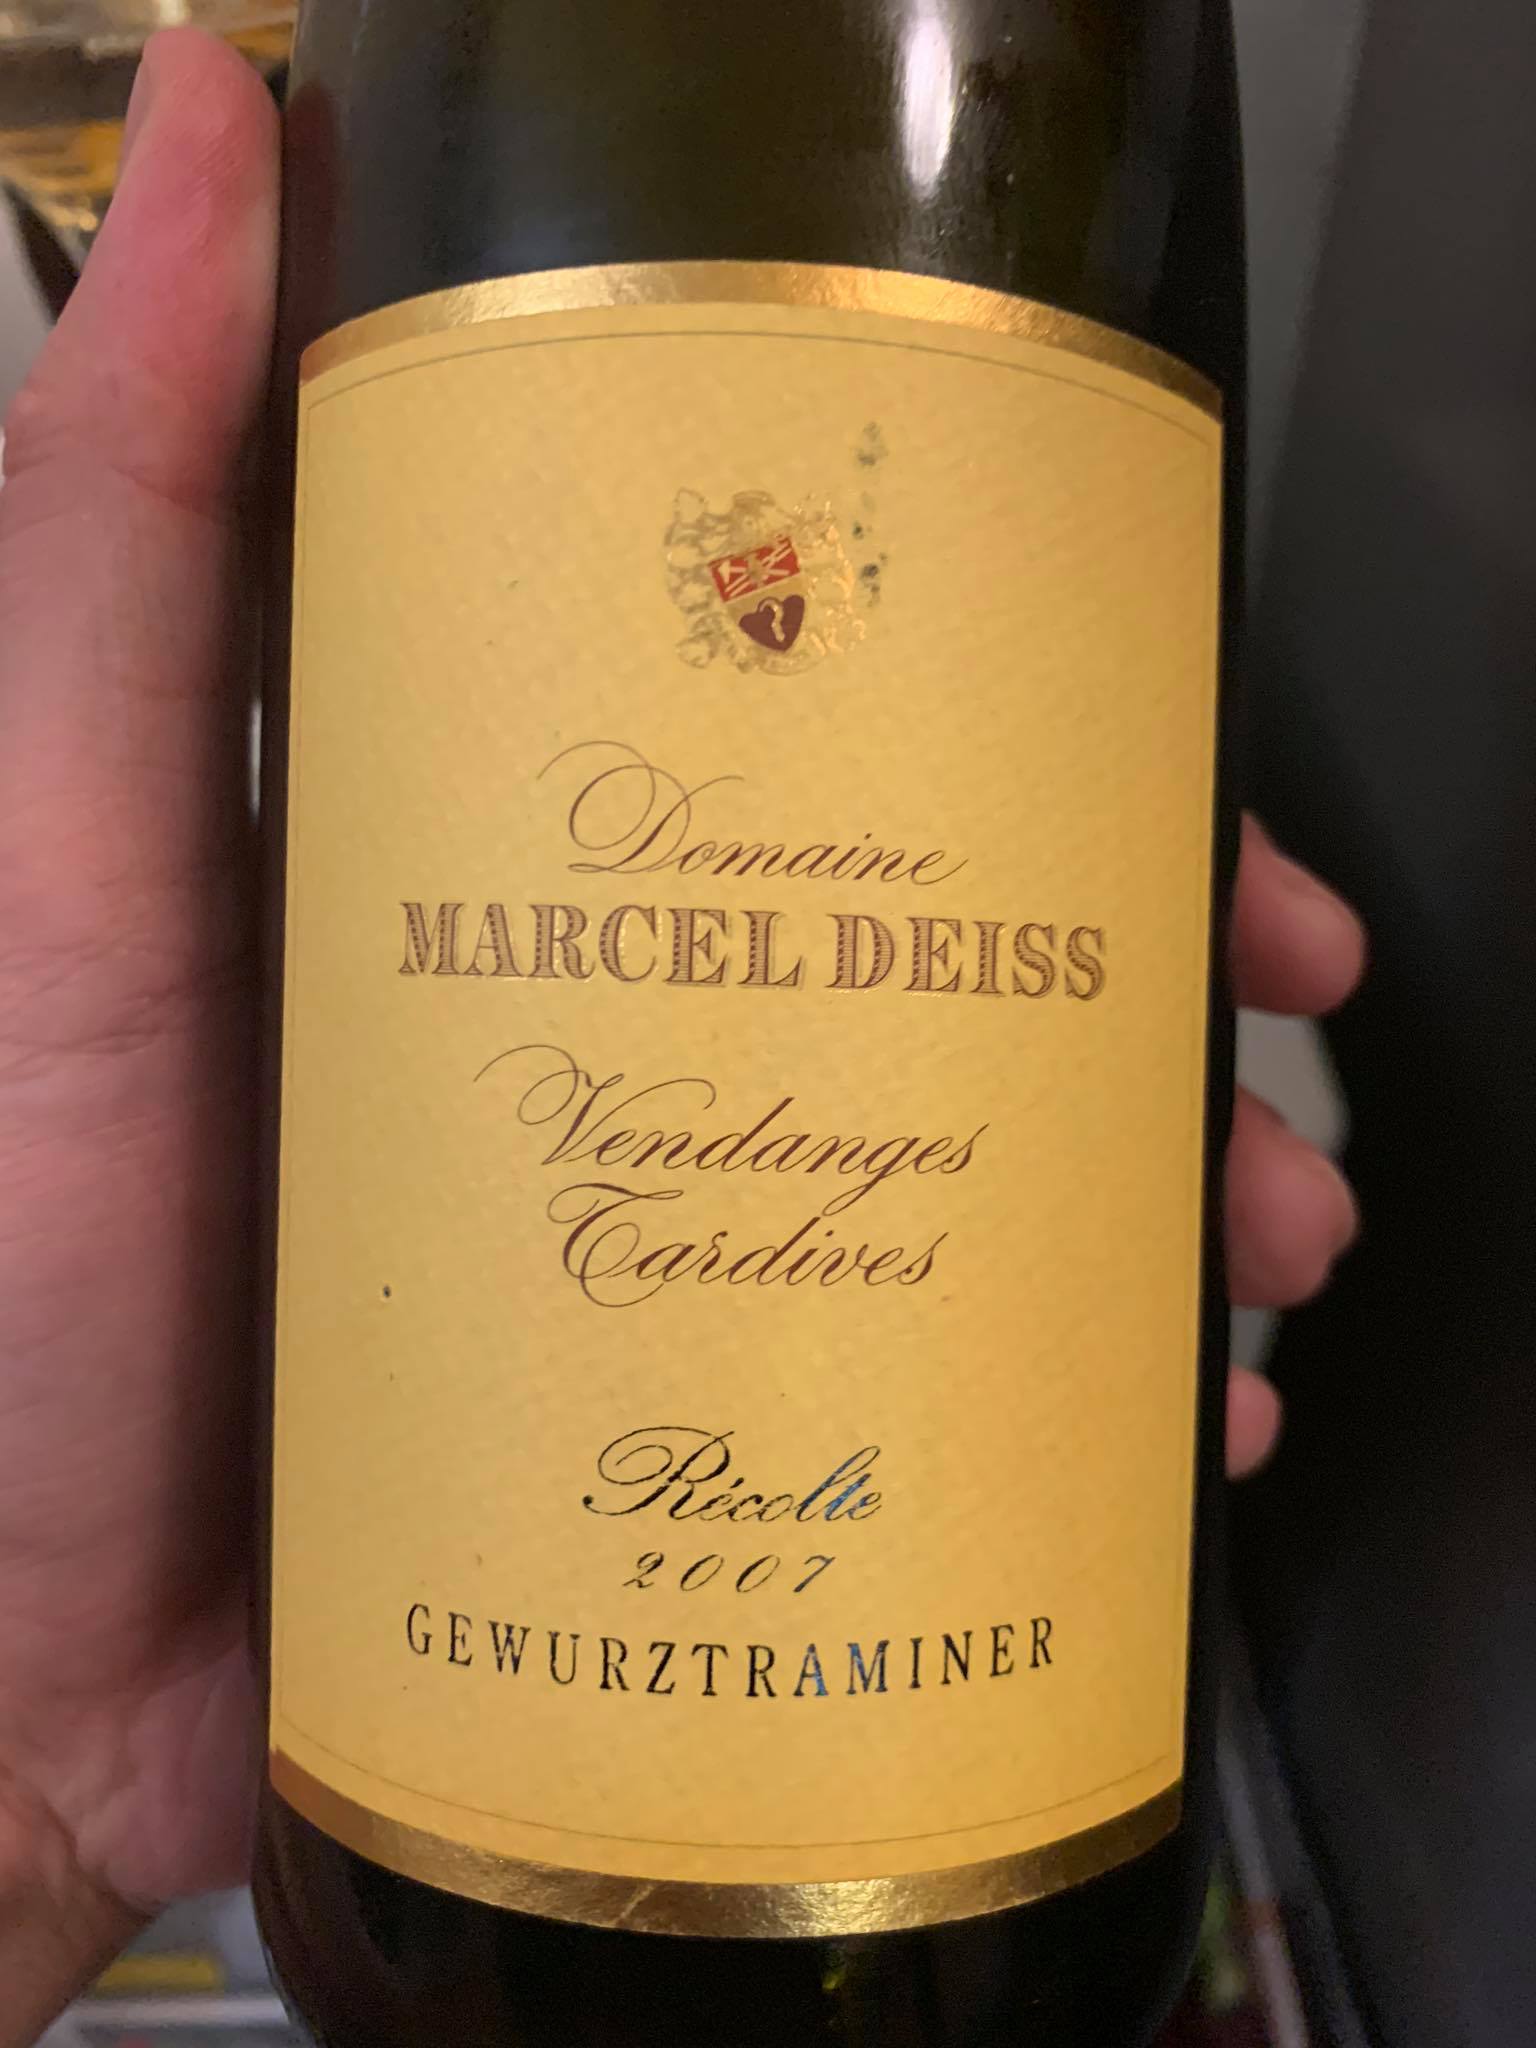 Domaine
MARCEL DEISS
Vendanges
Tardives
Récolte
2007
GEWURZTRAMINER